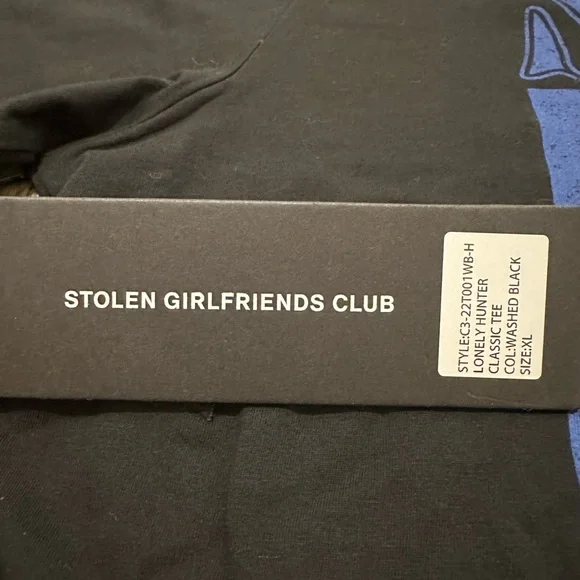 STOLEN GIRLFRIENDS CLUB
STYLE:C3-22T001WB-H
LONELY HUNTER
CLASSIC TEE
COL:WASHED BLACK
SIZE:XL